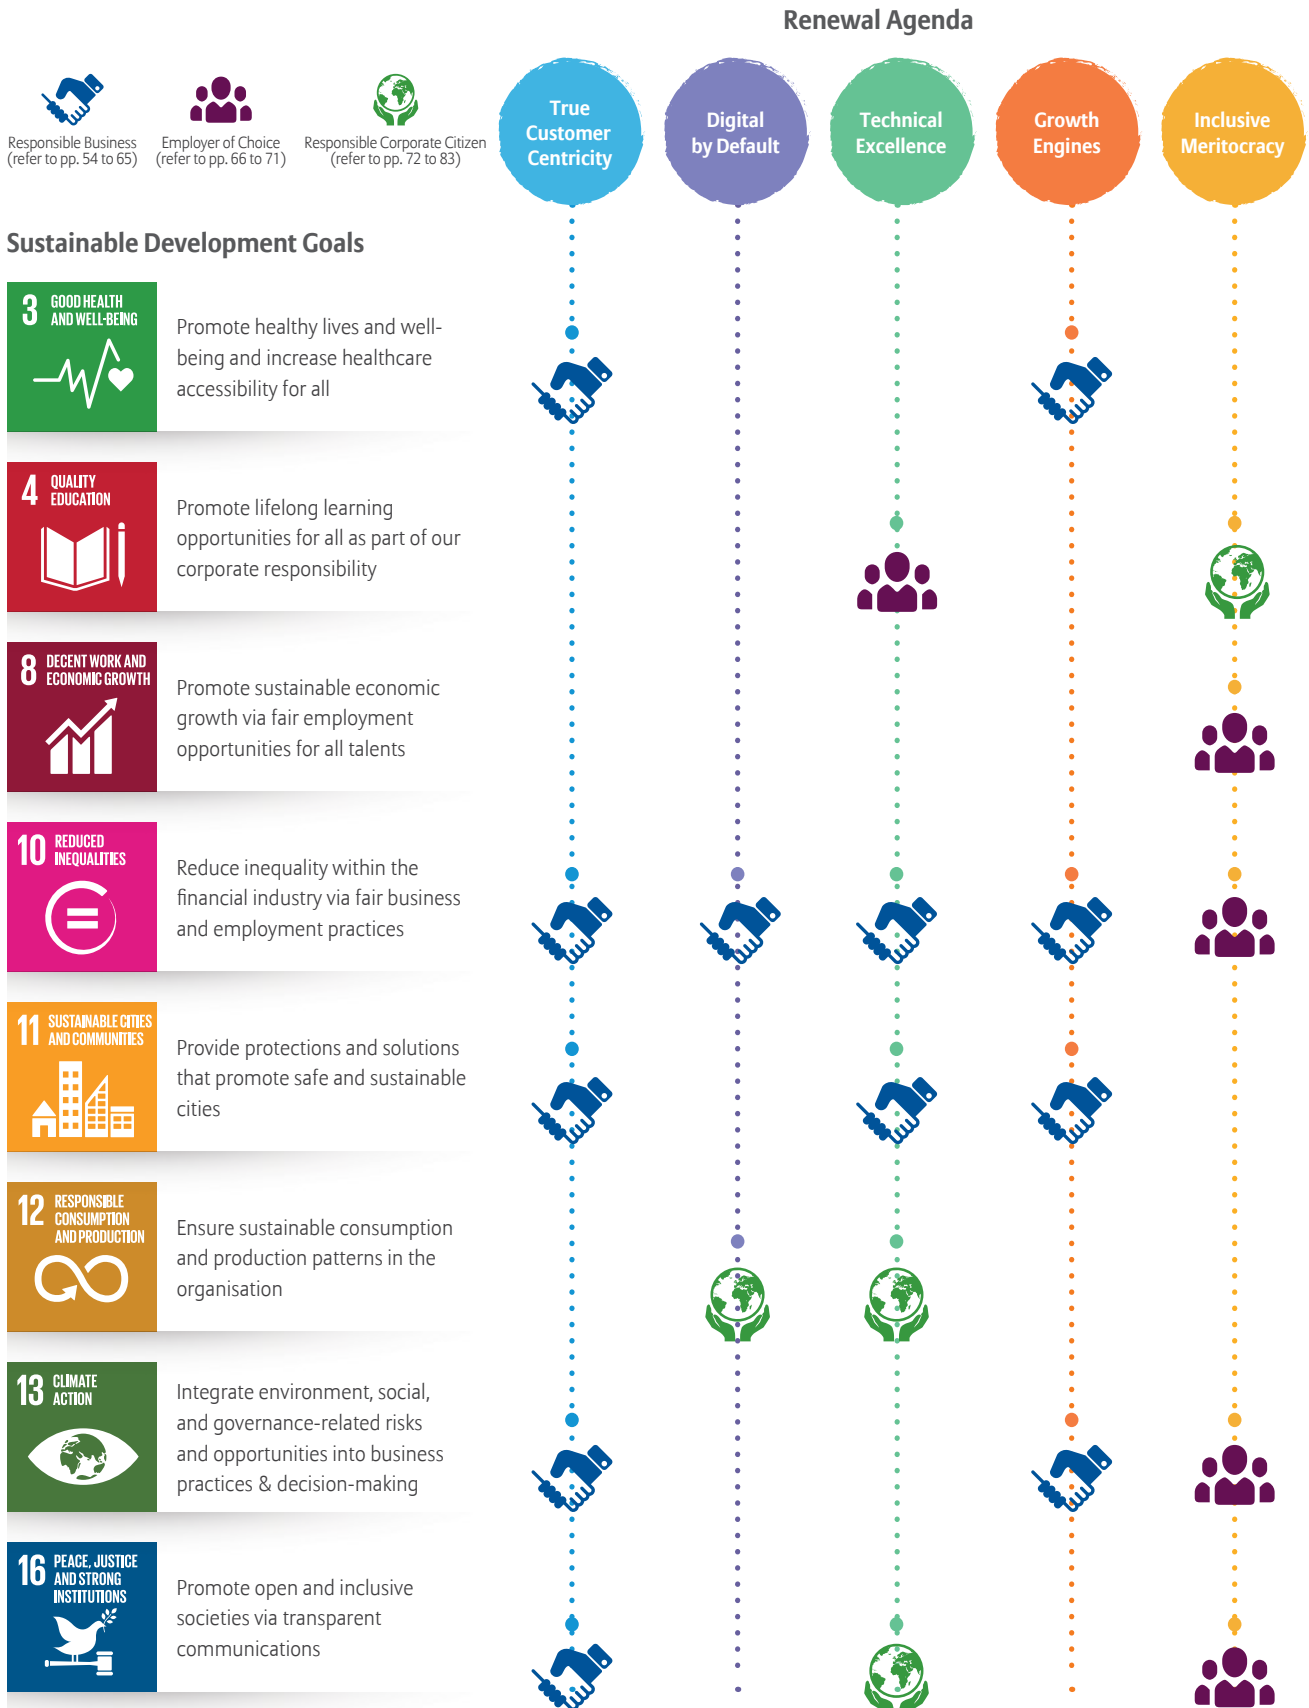 Renewal Agenda
Responsible Business
(refer to pp. 54 to 65)
Employer of Choice
(refer to pp. 66 to 71)
Responsible Corporate Citizen
(refer to pp. 72 to 83)
True
Customer
Centricity
Digital
by Default
Technical
Excellence
Growth
Engines
Inclusive
Meritocracy
Sustainable Development Goals
3 GOOD HEALTH
AND WELL-BEING
Promote healthy lives and well-
being and increase healthcare
accessibility for all
4 QUALITY
EDUCATION
Promote lifelong learning
opportunities for all as part of our
corporate responsibility
8 DECENT WORK AND
ECONOMIC GROWTH
Promote sustainable economic
growth via fair employment
opportunities for all talents
10 REDUCED
INEQUALITIES
Reduce inequality within the
financial industry via fair business
and employment practices
11 SUSTAINABLE CITIES
AND COMMUNITIES
Provide protections and solutions
that promote safe and sustainable
cities
12 RESPONSIBLE
CONSUMPTION
AND PRODUCTION
Ensure sustainable consumption
and production patterns in the
organisation
13 CLIMATE
ACTION
Integrate environment, social,
and governance-related risks
and opportunities into business
practices & decision-making
16 PEACE, JUSTICE
AND STRONG
INSTITUTIONS
Promote open and inclusive
societies via transparent
communications